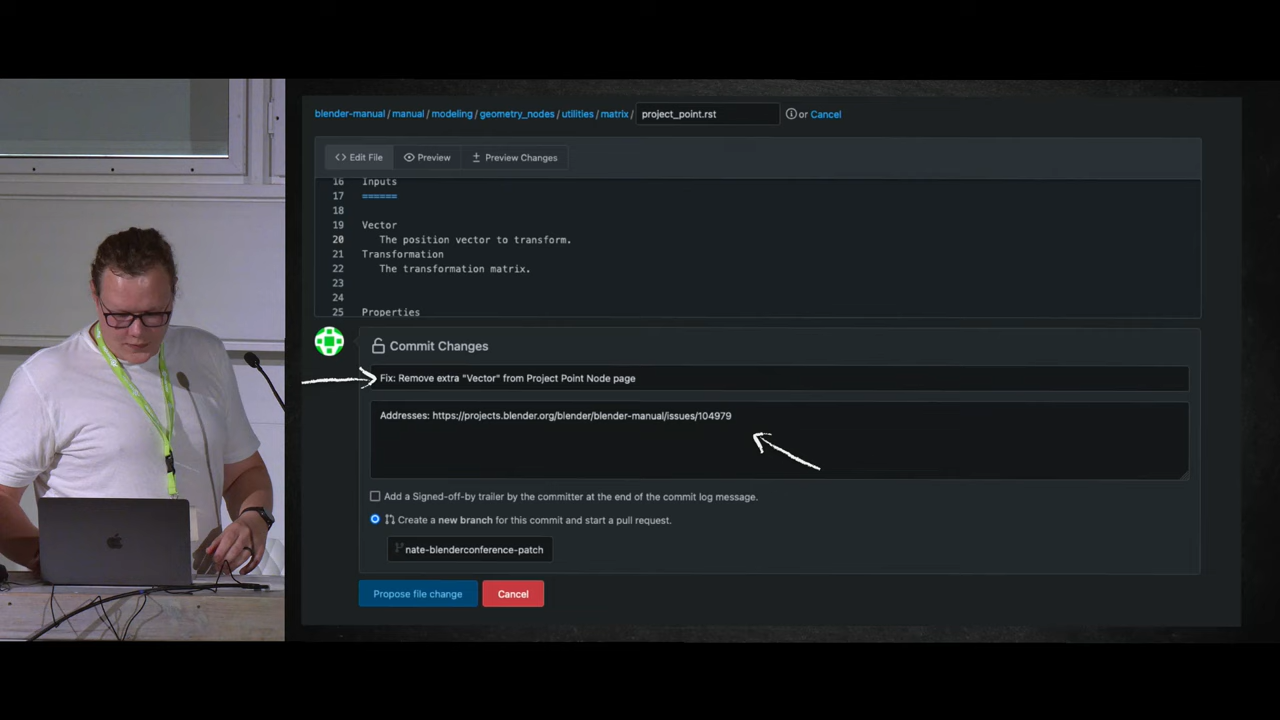 blender-manual / manual / modeling / geometry_nodes / utilities / matrix / project_point.rst or Cancel
<> Edit File Preview Preview Changes
16 Inputs
17 ======
18
19 Vector
20 The position vector to transform.
21 Transformation
22 The transformation matrix.
23
24
25 Properties
Commit Changes
Fix: Remove extra "Vector" from Project Point Node page
Addresses: https://projects.blender.org/blender/blender-manual/issues/104979
Add a Signed-off-by trailer by the committer at the end of the commit log message.
Create a new branch for this commit and start a pull request.
nate-blenderconference-patch
Propose file change Cancel